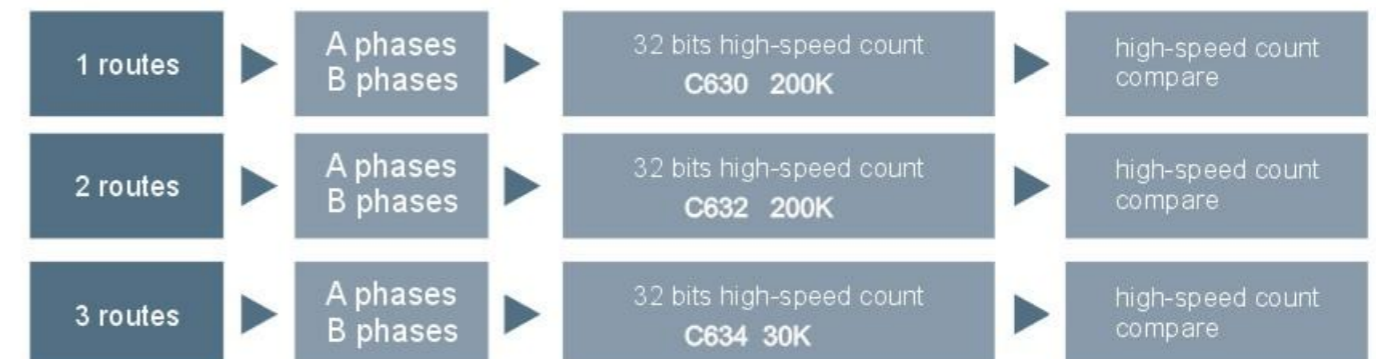 1 routes
A phases
B phases
32 bits high-speed count
C630 200K
high-speed count
compare
2 routes
A phases
B phases
32 bits high-speed count
C632 200K
high-speed count
compare
3 routes
A phases
B phases
32 bits high-speed count
C634 30K
high-speed count
compare